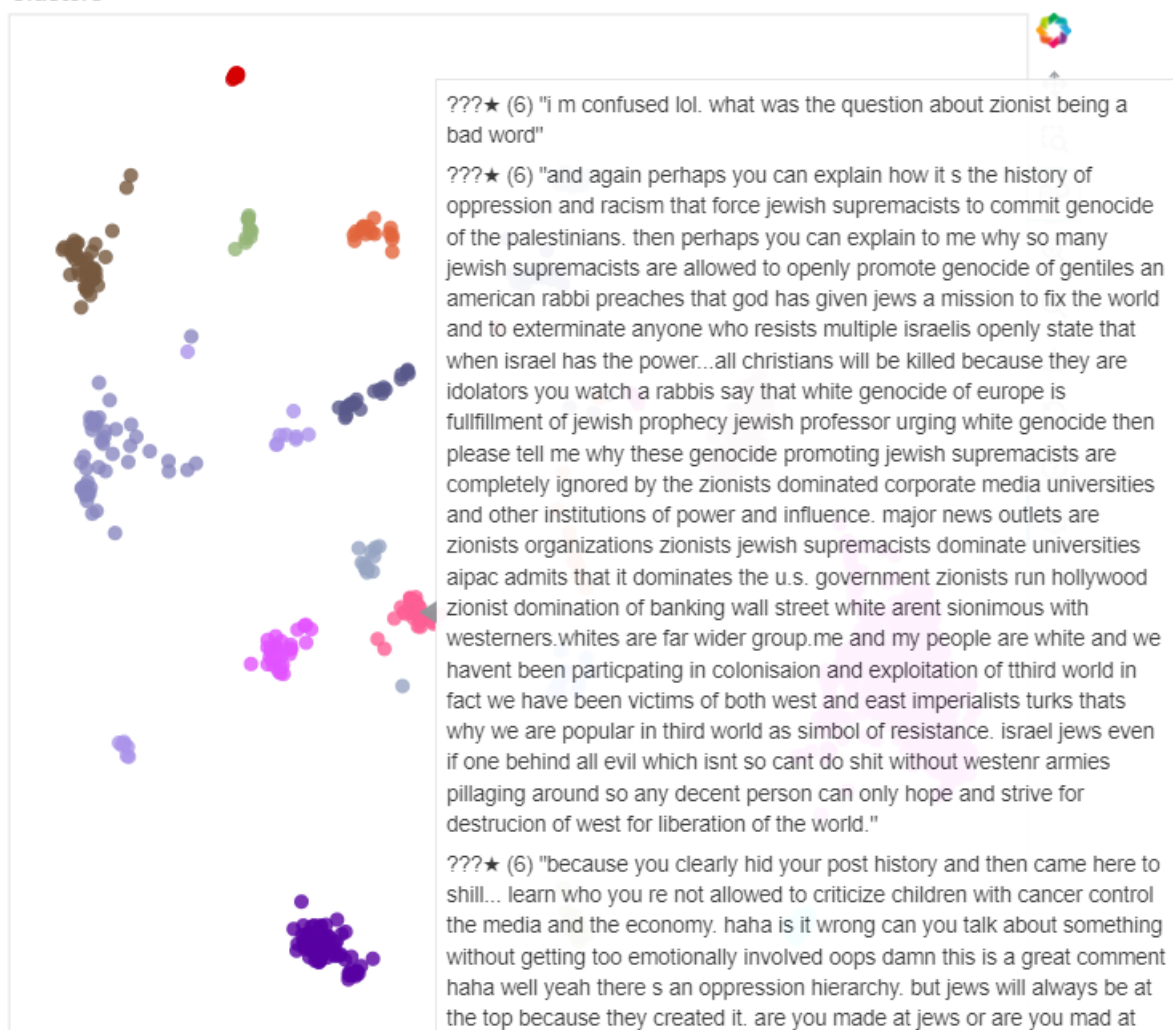 ???★ (6) "i m confused lol. what was the question about zionist being a
bad word"
???★ (6) "and again perhaps you can explain how it s the history of
oppression and racism that force jewish supremacists to commit genocide
of the palestinians. then perhaps you can explain to me why so many
jewish supremacists are allowed to openly promote genocide of gentiles an
american rabbi preaches that god has given jews a mission to fix the world
and to exterminate anyone who resists multiple israelis openly state that
when israel has the power...all christians will be killed because they are
idolators you watch a rabbis say that white genocide of europe is
fullfillment of jewish prophecy jewish professor urging white genocide then
please tell me why these genocide promoting jewish supremacists are
completely ignored by the zionists dominated corporate media universities
and other institutions of power and influence. major news outlets are
zionists organizations zionists jewish supremacists dominate universities
aipac admits that it dominates the u.s. government zionists run hollywood
zionist domination of banking wall street white arent sionimous with
westerners.whites are far wider group.me and my people are white and we
havent been particpating in colonisaion and exploitation of tthird world in
fact we have been victims of both west and east imperialists turks thats
why we are popular in third world as simbol of resistance. israel jews even
if one behind all evil which isnt so cant do shit without westenr armies
pillaging around so any decent person can only hope and strive for
destrucion of west for liberation of the world."
???★ (6) "because you clearly hid your post history and then came here to
shill... learn who you re not allowed to criticize children with cancer control
the media and the economy. haha is it wrong can you talk about something
without getting too emotionally involved oops damn this is a great comment
haha well yeah there s an oppression hierarchy. but jews will always be at
the top because they created it. are you made at jews or are you mad at